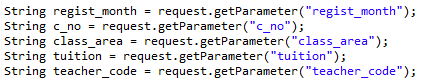 String regist_month = request.getParameter("regist_month");
String c_no = request.getParameter("c_no");
String class_area = request.getParameter("class_area");
String tuition = request.getParameter("tuition");
String teacher_code = request.getParameter("teacher_code");